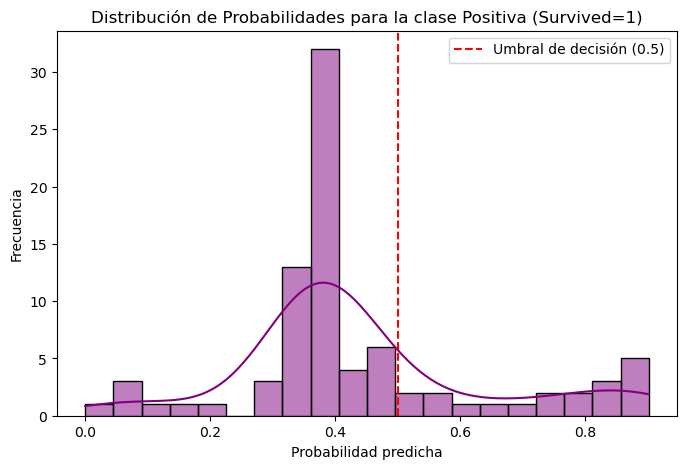 Distribución de Probabilidades para la clase Positiva (Survived=1)
Umbral de decisión (0.5)
Frecuencia
30
25
20
15
10
5
0
0.0 0.2 0.4 0.6 0.8
Probabilidad predicha